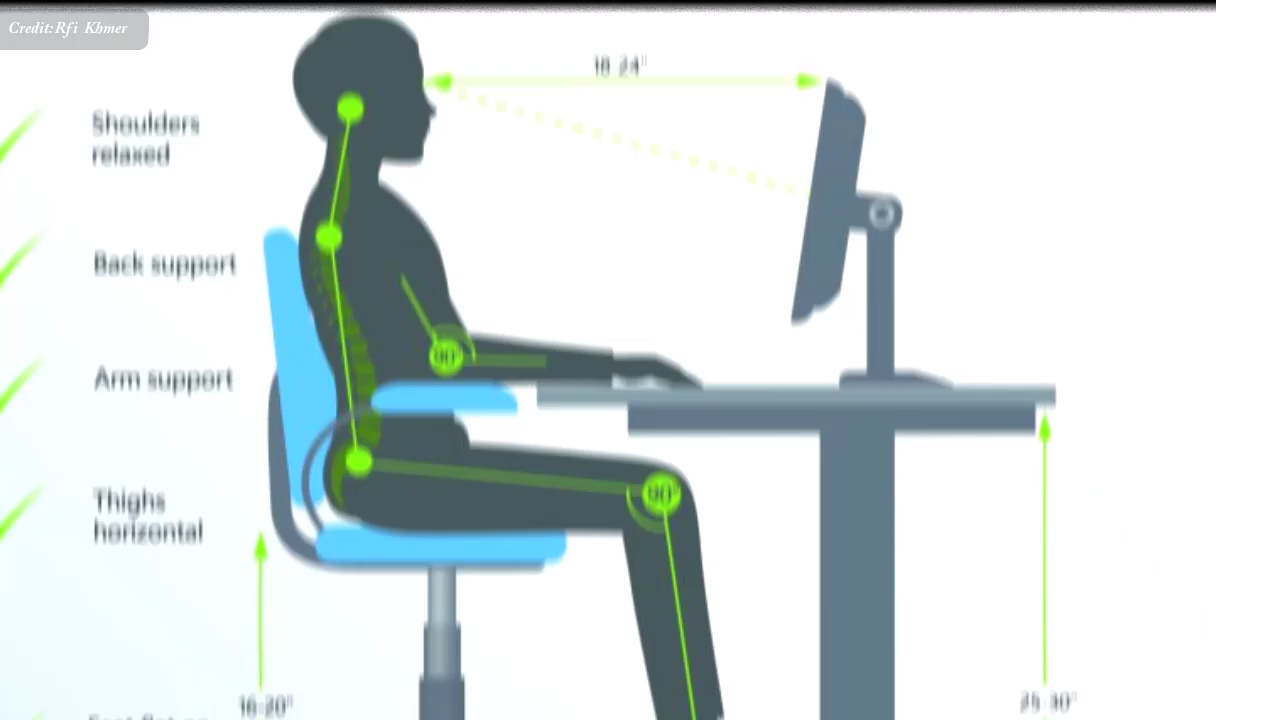 Credit:Rfi Khmer
18-24"
Shoulders
relaxed
Back support
90°
Arm support
90°
Thighs
horizontal
16-20"
25-30"